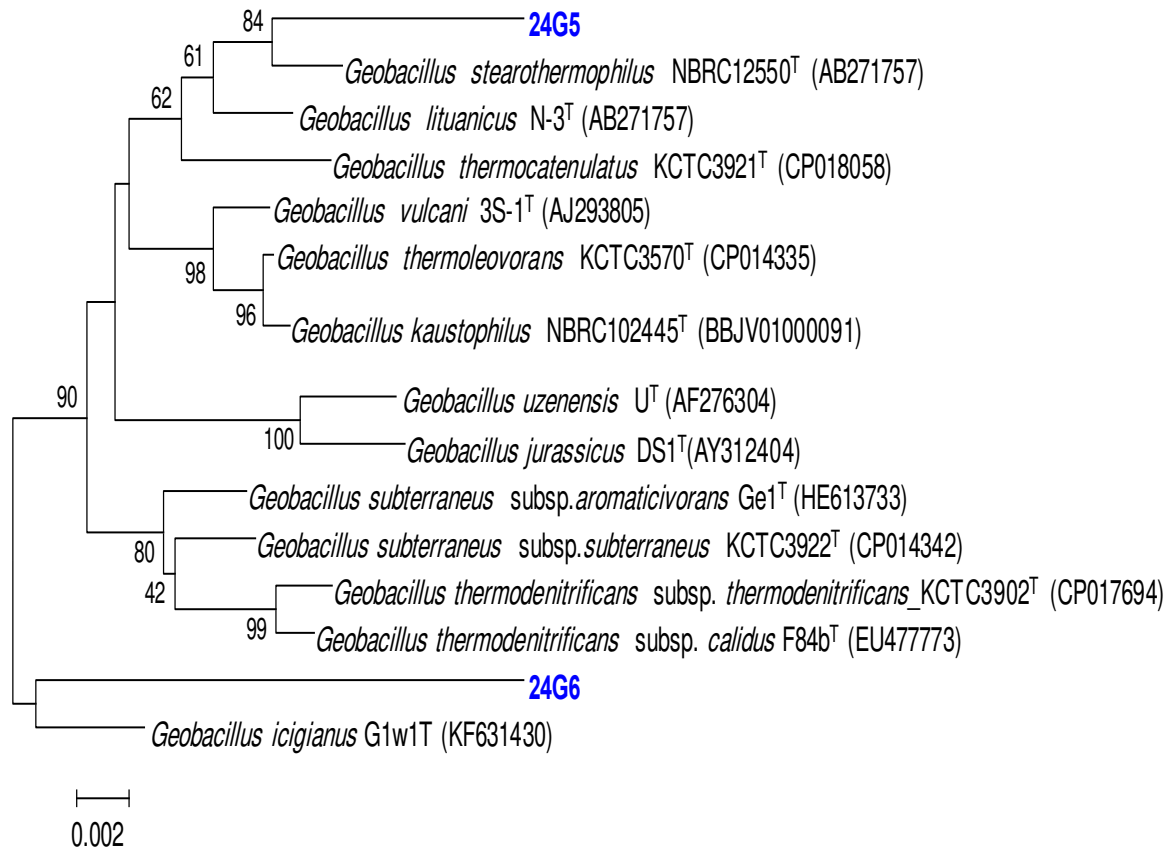 84
24G5
61
Geobacillus stearothermophilus NBRC12550ᵀ (AB271757)
62
Geobacillus lituanicus N-3ᵀ (AB271757)
Geobacillus thermocatenulatus KCTC3921ᵀ (CP018058)
Geobacillus vulcani 3S-1ᵀ (AJ293805)
Geobacillus thermoleovorans KCTC3570ᵀ (CP014335)
98
96
Geobacillus kaustophilus NBRC102445ᵀ (BBJV01000091)
90
Geobacillus uzenensis Uᵀ (AF276304)
100
Geobacillus jurassicus DS1ᵀ(AY312404)
Geobacillus subterraneus subsp.aromaticivorans Ge1ᵀ (HE613733)
80
Geobacillus subterraneus subsp.subterraneus KCTC3922ᵀ (CP014342)
42
Geobacillus thermodenitrificans subsp. thermodenitrificans_KCTC3902ᵀ (CP017694)
99
Geobacillus thermodenitrificans subsp. calidus F84bᵀ (EU477773)
24G6
Geobacillus icigianus G1w1T (KF631430)
0.002